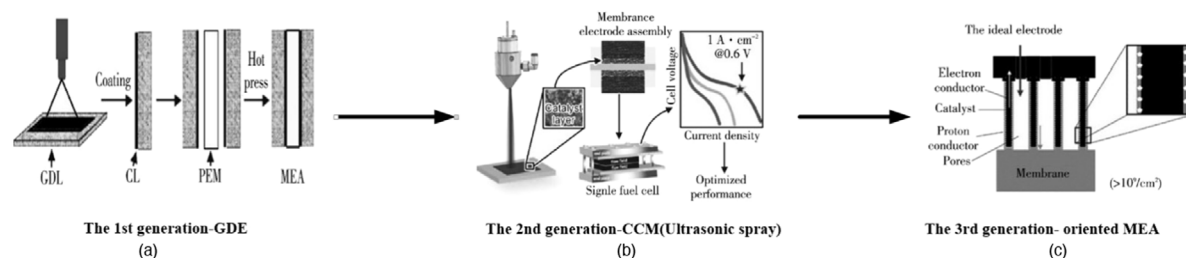 Coating
Hot
press
GDL
CL
PEM
MEA
The 1st generation-GDE
(a)
Membrance
electrode assembly
Catalyst
layer
Signle fuel cell
1 A·cm⁻²
@0.6 V
Cell voltage
Current density
Optimized
performance
The 2nd generation-CCM(Ultrasonic spray)
(b)
The ideal electrode
Electron
conductor
Catalyst
Proton
conductor
Pores
Membrane
The 3rd generation- oriented MEA
(c)